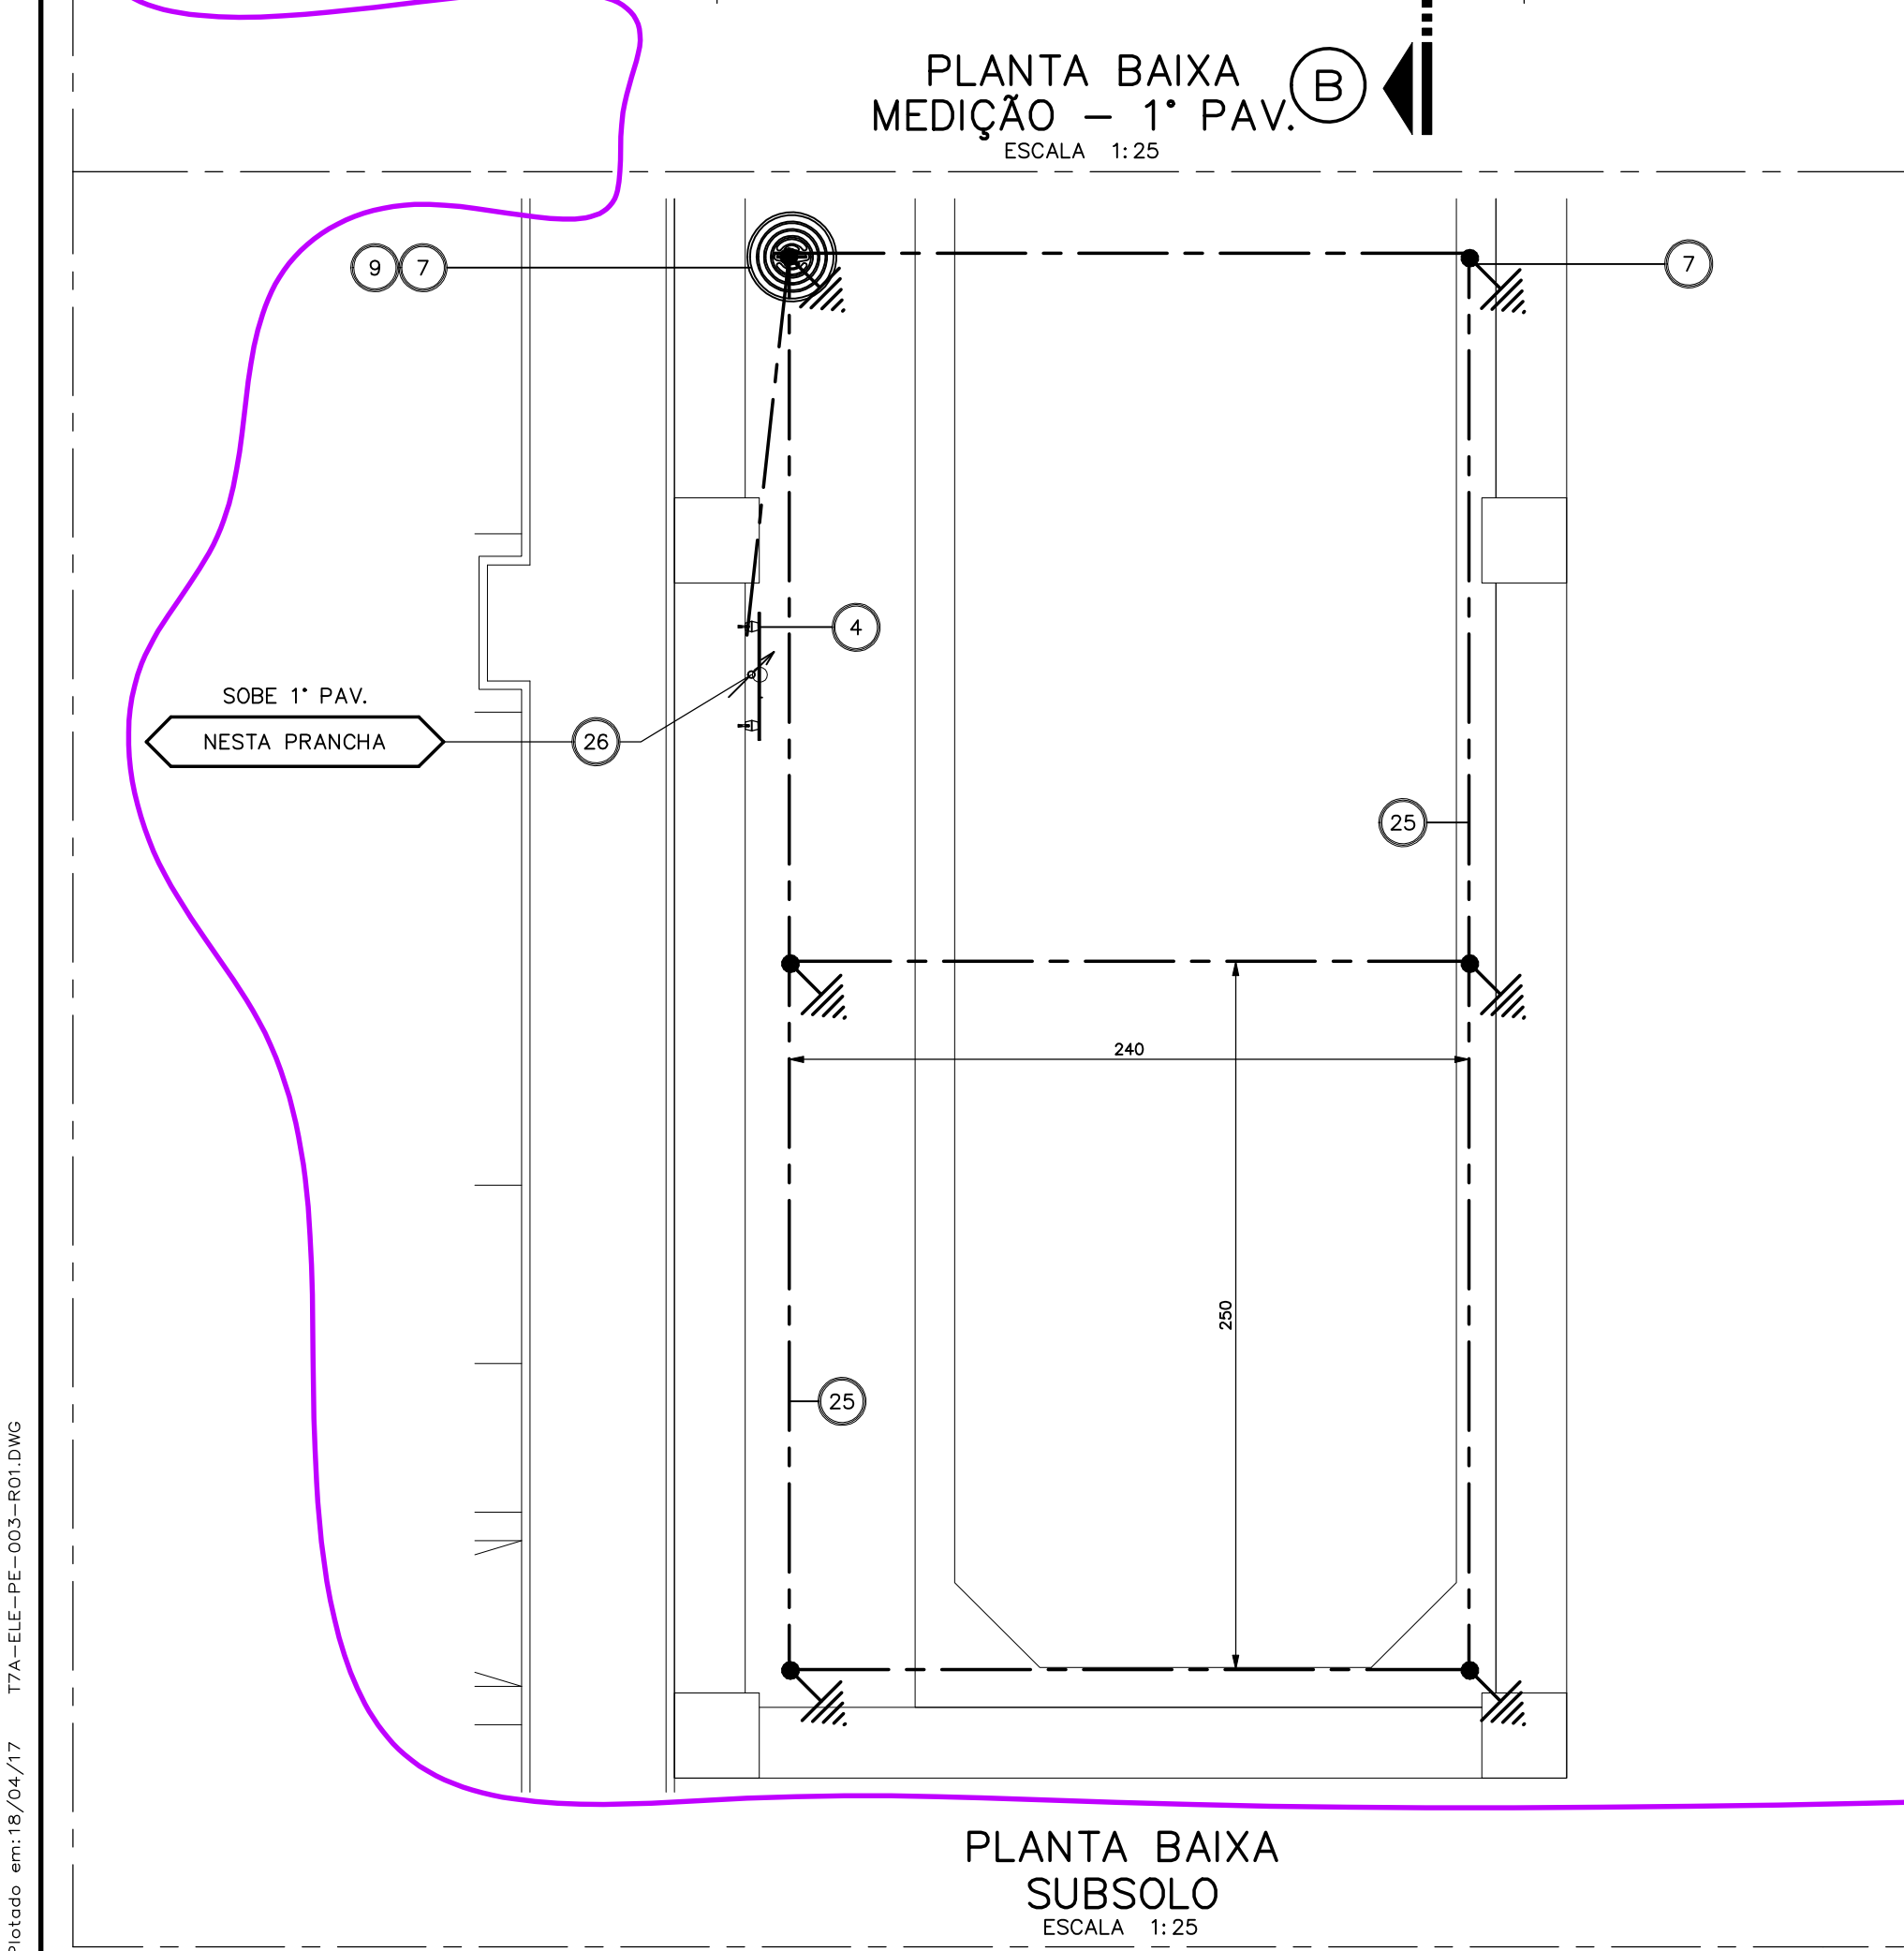 PLANTA BAIXA
MEDIÇÃO – 1° PAV.
B
ESCALA 1:25
9
7
7
4
SOBE 1° PAV.
NESTA PRANCHA
26
25
240
250
25
PLANTA BAIXA
SUBSOLO
ESCALA 1:25
Plotado em:18/04/17 T7A–ELE–PE–003–R01.DWG